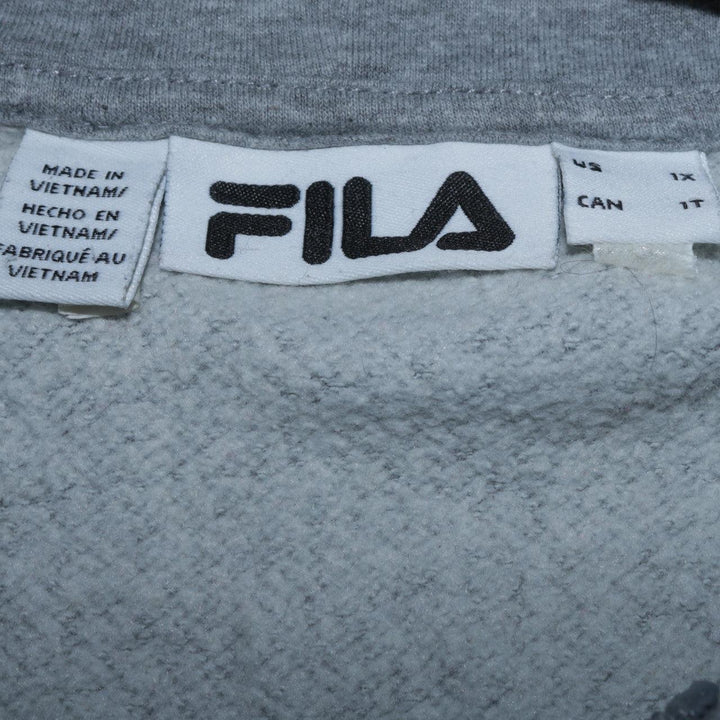 MADE IN
VIETNAM/
HECHO EN
VIETNAM/
FABRIQUÉ AU
VIETNAM
FILA
US 1X
CAN 1T